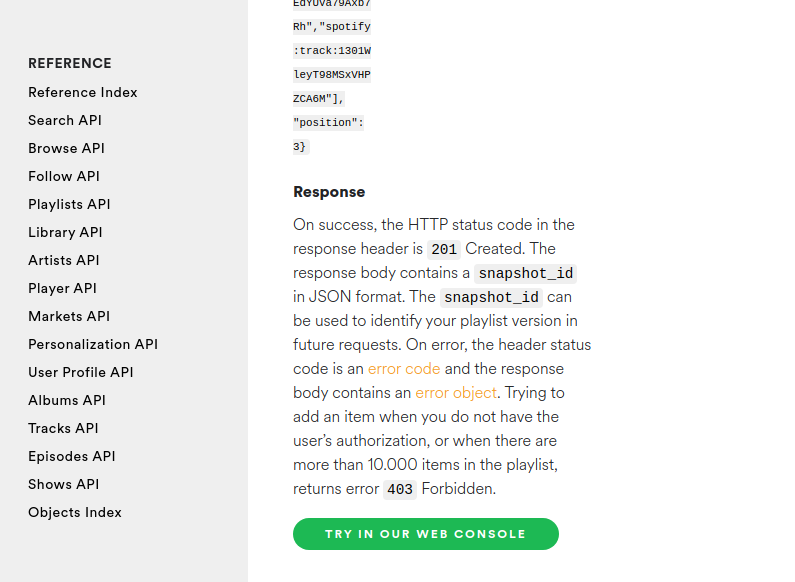 REFERENCE
Reference Index
Search API
Browse API
Follow API
Playlists API
Library API
Artists API
Player API
Markets API
Personalization API
User Profile API
Albums API
Tracks API
Episodes API
Shows API
Objects Index
EdYUva79Axb7
Rh","spotify
:track:1301W
leyT98MSxVHP
ZCA6M"],
"position":
3}
Response
On success, the HTTP status code in the
response header is 201 Created. The
response body contains a snapshot_id
in JSON format. The snapshot_id can
be used to identify your playlist version in
future requests. On error, the header status
code is an error code and the response
body contains an error object. Trying to
add an item when you do not have the
user’s authorization, or when there are
more than 10.000 items in the playlist,
returns error 403 Forbidden.
TRY IN OUR WEB CONSOLE